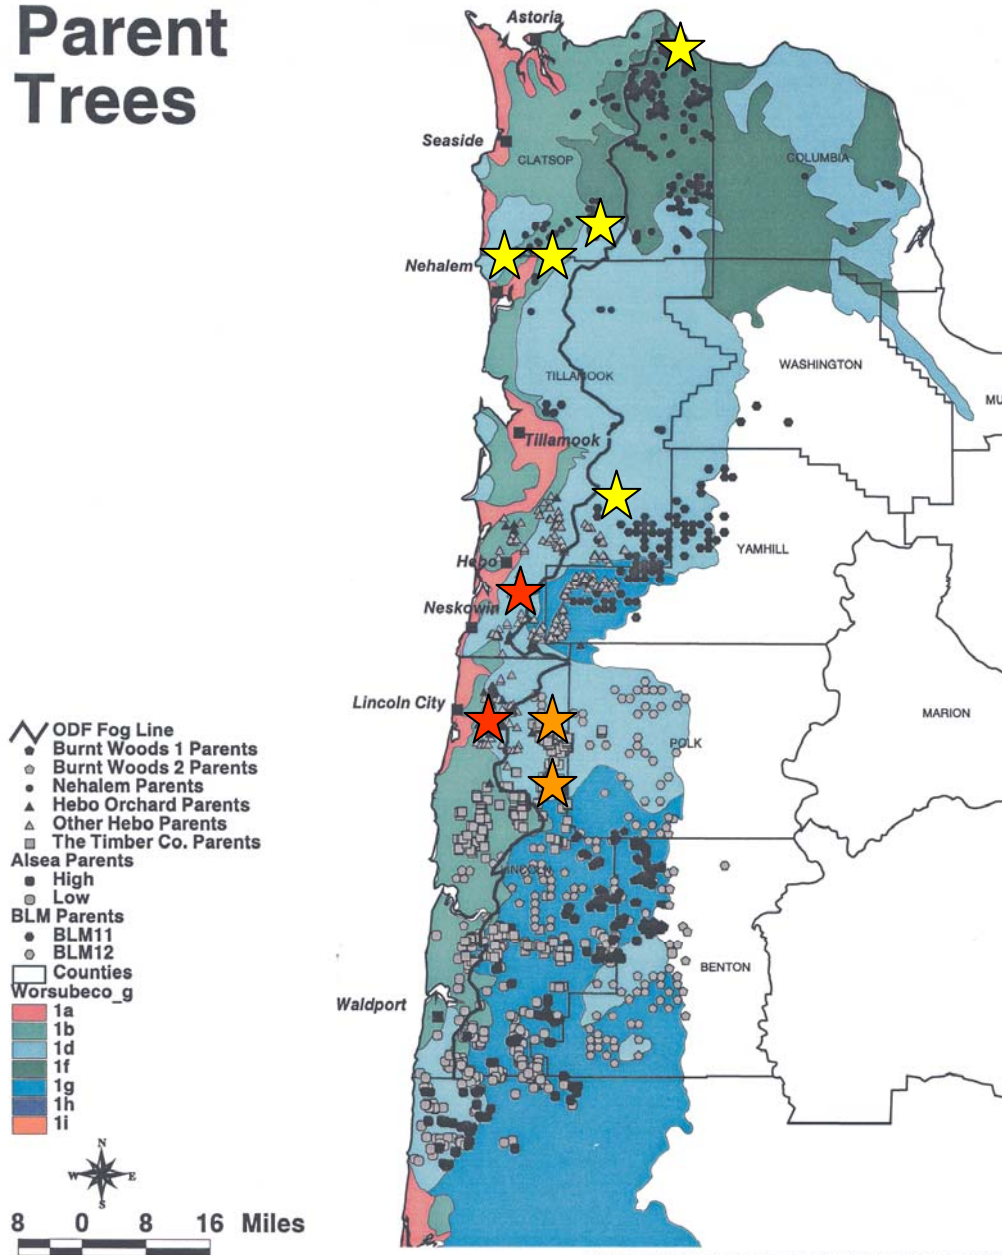 Parent
Trees
Astoria
Seaside
CLATSOP
COLUMBIA
Nehalem
WASHINGTON
TILLAMOOK
MU
Tillamook
YAMHILL
Hebo
Neskowin
Lincoln City
MARION
POLK
LINCOLN
BENTON
Waldport
ODF Fog Line
Burnt Woods 1 Parents
Burnt Woods 2 Parents
Nehalem Parents
Hebo Orchard Parents
Other Hebo Parents
The Timber Co. Parents
Alsea Parents
High
Low
BLM Parents
BLM11
BLM12
Counties
Worsubeco_g
1a
1b
1d
1f
1g
1h
1i
N
W E
S
8 0 8 16 Miles